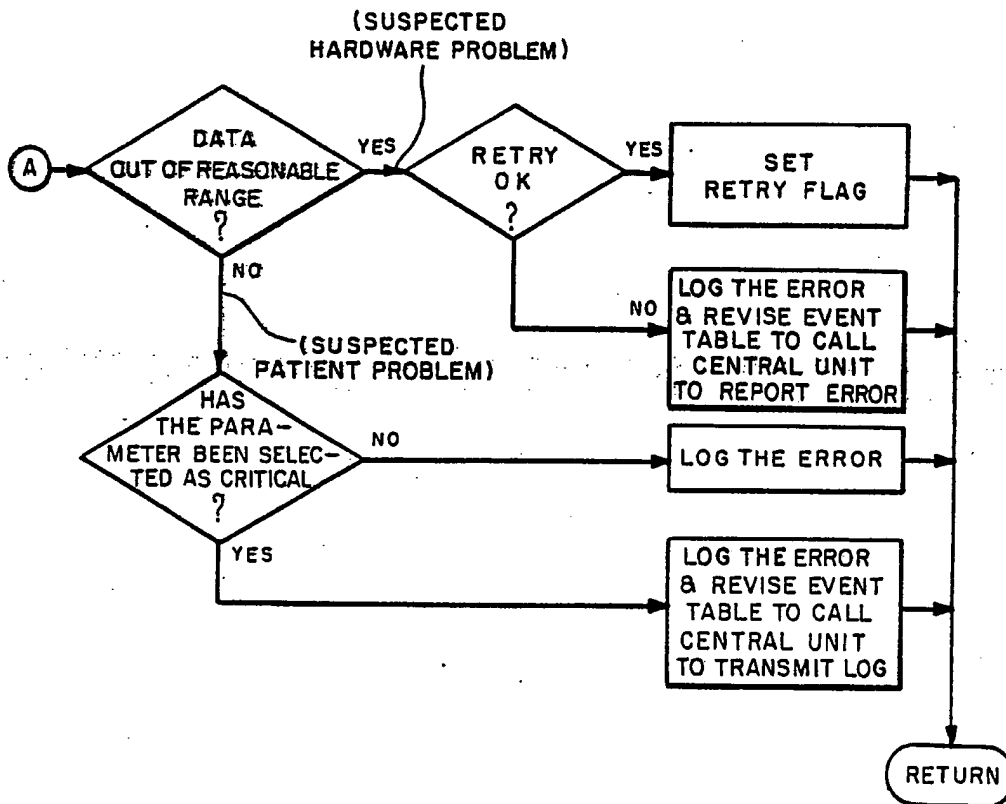 (SUSPECTED
HARDWARE PROBLEM)
A
DATA
OUT OF REASONABLE
RANGE
?
YES
RETRY
OK
?
YES
SET
RETRY FLAG
NO
NO
LOG THE ERROR
& REVISE EVENT
TABLE TO CALL
CENTRAL UNIT
TO REPORT ERROR
(SUSPECTED
PATIENT PROBLEM)
HAS
THE PARA-
METER BEEN SELEC-
TED AS CRITICAL
?
NO
LOG THE ERROR
YES
LOG THE ERROR
& REVISE EVENT
TABLE TO CALL
CENTRAL UNIT
TO TRANSMIT LOG
RETURN